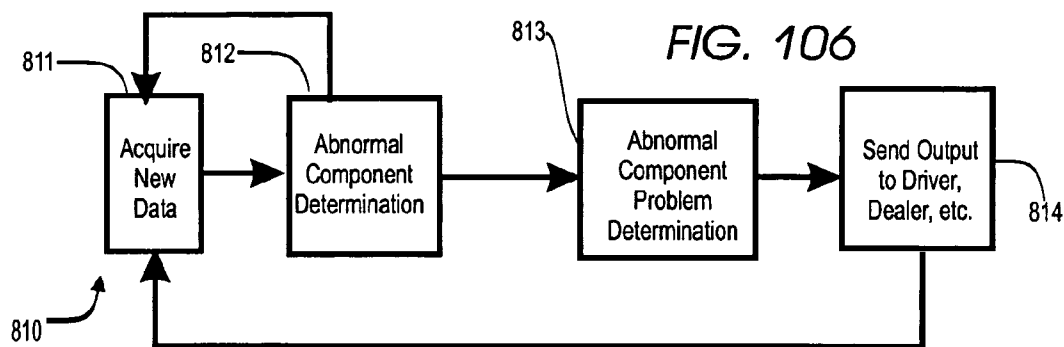 FIG. 106
811
812
813
Acquire
New
Data
Abnormal
Component
Determination
Abnormal
Component
Problem
Determination
Send Output
to Driver,
Dealer, etc.
814
810